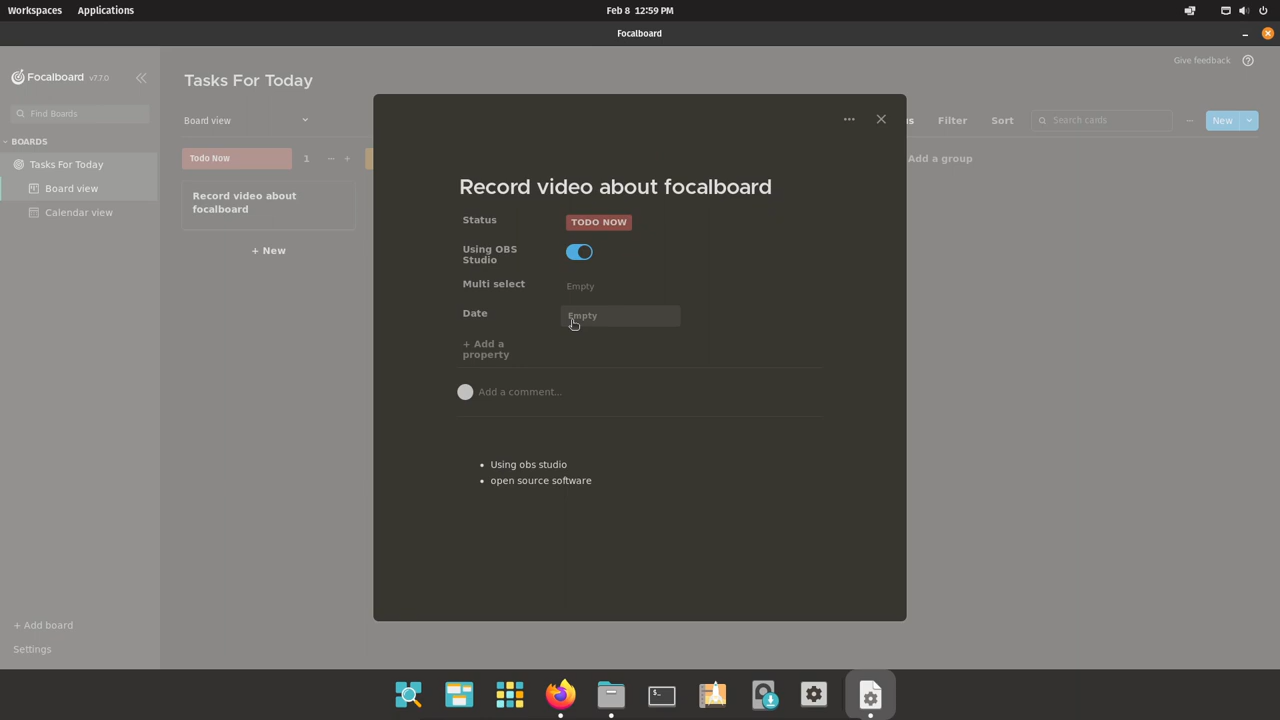 Workspaces Applications Feb 8 12:59 PM
Focalboard
Focalboard v7.7.0
Give feedback
Find Boards
BOARDS
Tasks For Today
Board view
Calendar view
+ Add board
Settings
Tasks For Today
Board view
Filter Sort Search cards New
Todo Now 1
+ Add a group
Record video about
focalboard
+ New
Record video about focalboard
Status TODO NOW
Using OBS
Studio
Multi select Empty
Date Empty
+ Add a
property
Add a comment...
• Using obs studio
• open source software